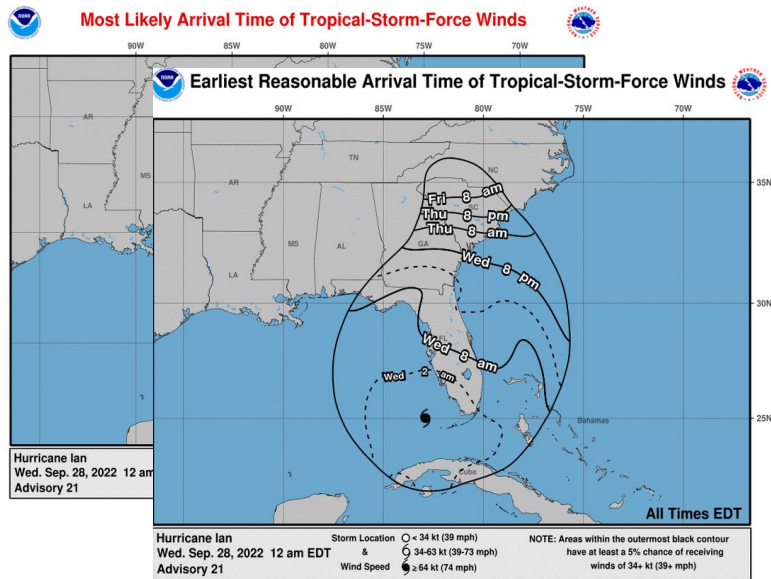 Most Likely Arrival Time of Tropical-Storm-Force Winds
90W
85W
80W
75W
70W
AR
MS
LA
Hurricane Ian
Wed. Sep. 28, 2022 12 am
Advisory 21
NOAA
Earliest Reasonable Arrival Time of Tropical-Storm-Force Winds
90W
85W
80W
75W
70W
35N
30N
25N
TN
NC
AR
SC
MS
AL
GA
LA
FL
Fri 8 am
Thu 8 pm
Thu 8 am
Wed 8 pm
Wed 8 am
Wed 2 am
Bahamas
Cuba
All Times EDT
Hurricane Ian
Wed. Sep. 28, 2022 12 am EDT
Advisory 21
Storm Location
&
Wind Speed
< 34 kt (39 mph)
34-63 kt (39-73 mph)
≥ 64 kt (74 mph)
NOTE: Areas within the outermost black contour
have at least a 5% chance of receiving
winds of 34+ kt (39+ mph)